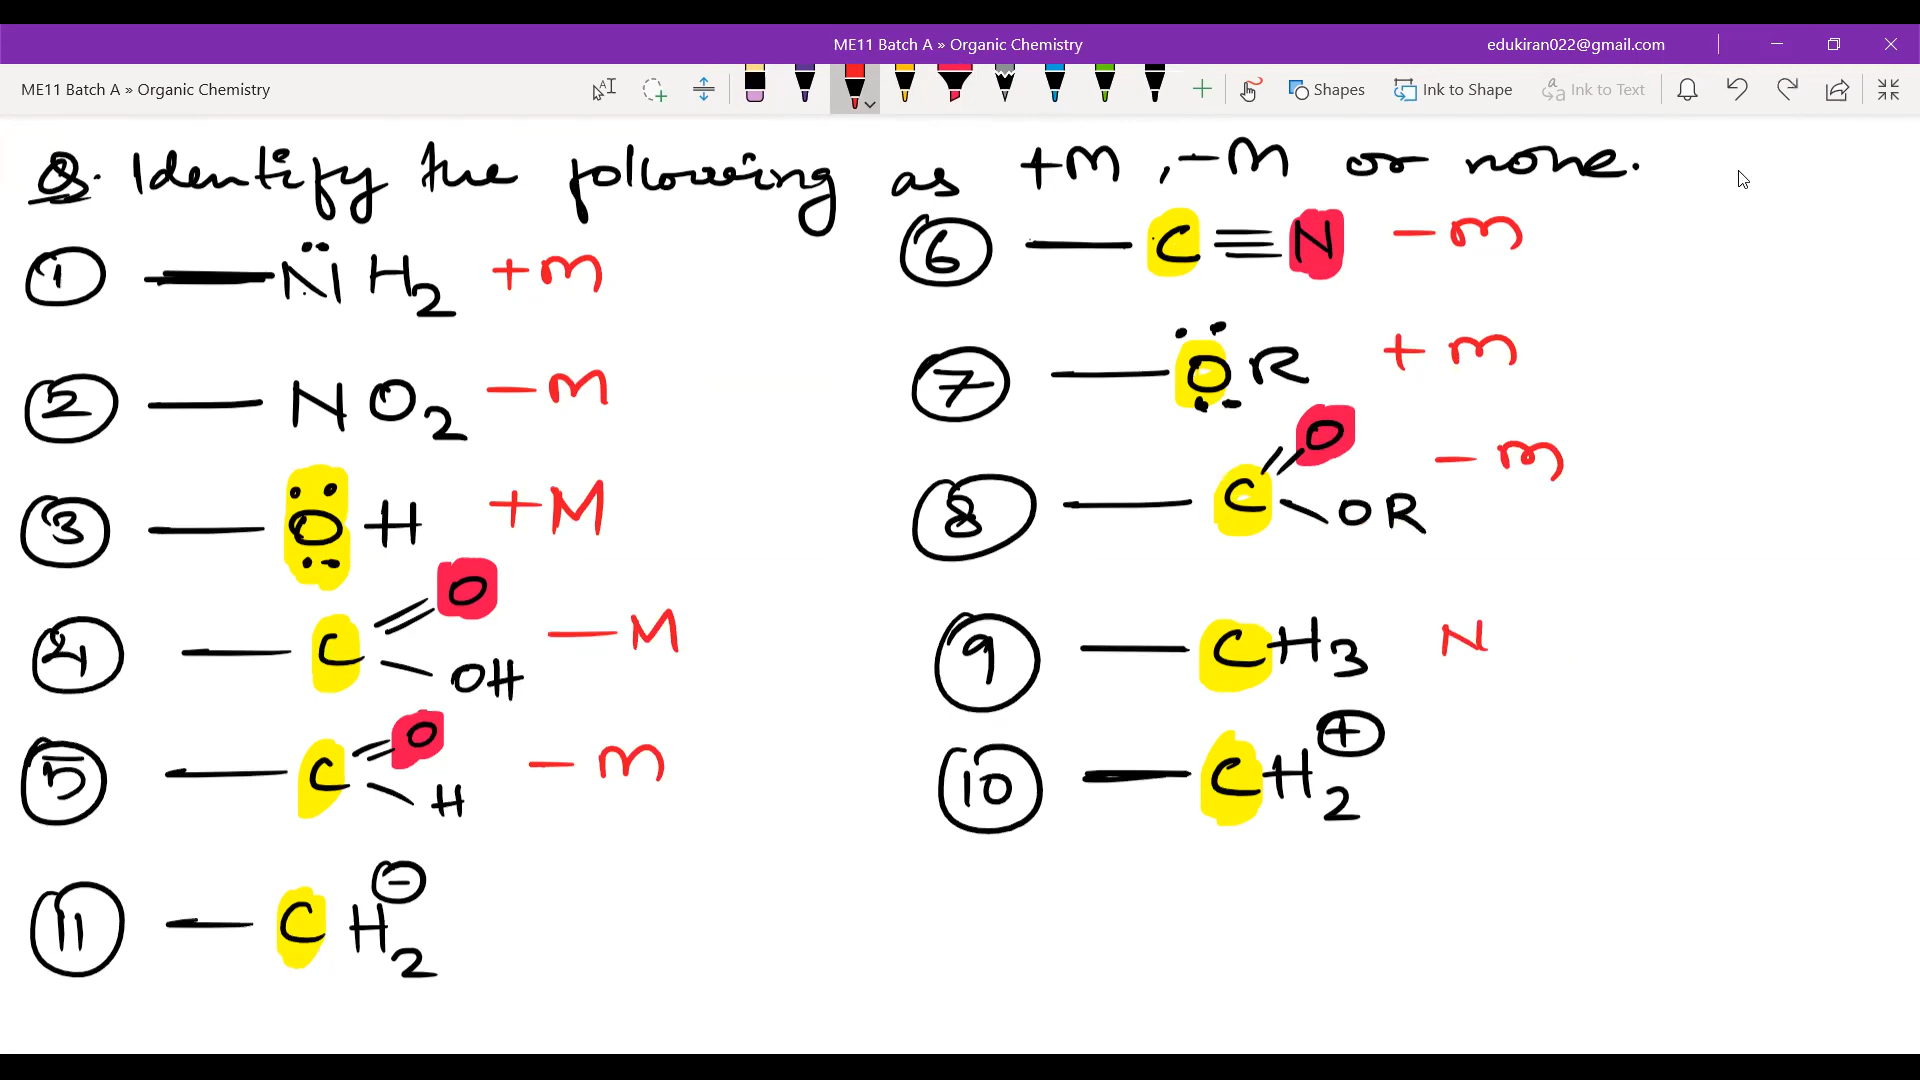 ME11 Batch A » Organic Chemistry
edukiran022@gmail.com
ME11 Batch A » Organic Chemistry
Shapes
Ink to Shape
Ink to Text
Q. Identify the following as +M, -M or none.
① —N̈H₂ +m
② —NO₂ -M
③ —OH +M
④ —C=O -M
OH
⑤ —C=O -m
H
⑪ —CH₂⊖
⑥ —C≡N -m
⑦ —OR +m
⑧ —C=O -m
OR
⑨ —CH₃ N
⑩ —CH₂⊕